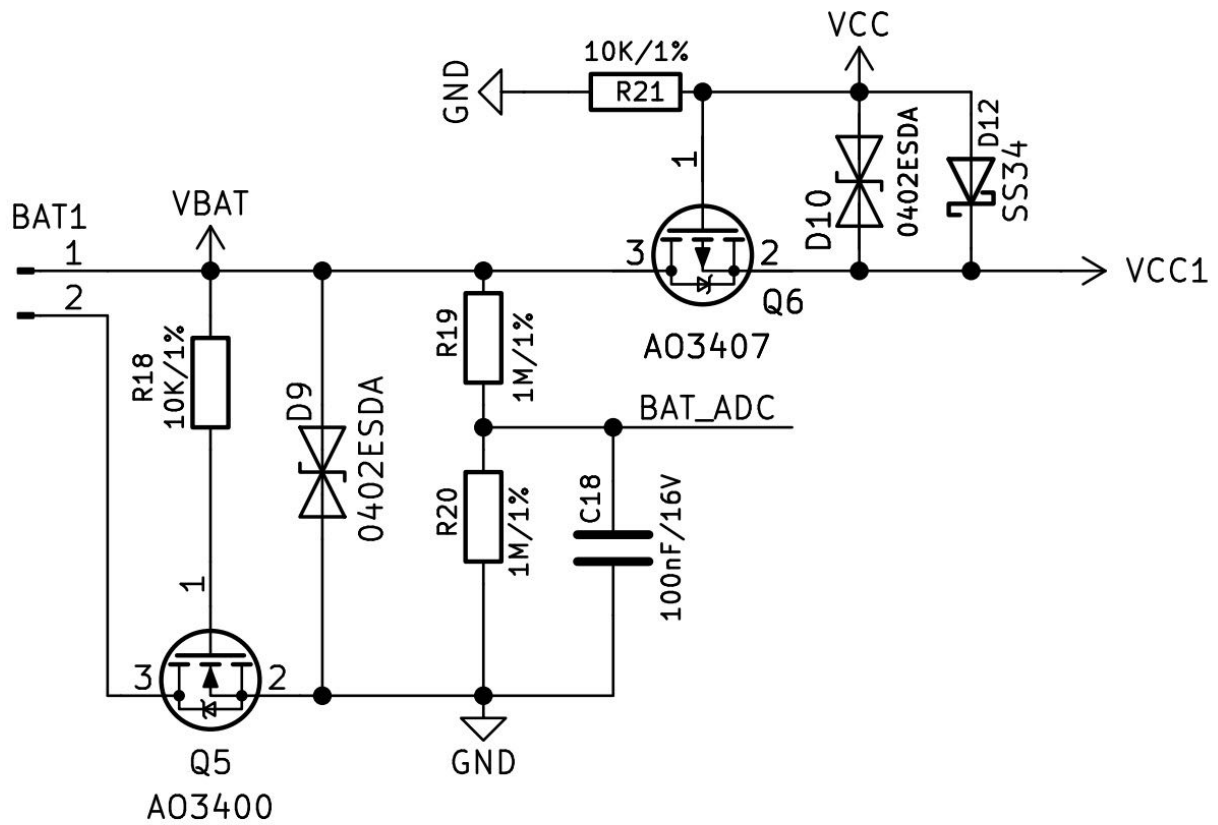 VCC
10K/1%
GND
R21
D12
SS34
0402ESDA
D10
1
BAT1
VBAT
1
2
3
2
Q6
VCC1
AO3407
R18
10K/1%
D9
0402ESDA
R19
1M/1%
BAT_ADC
R20
1M/1%
C18
100nF/16V
1
3
2
Q5
AO3400
GND